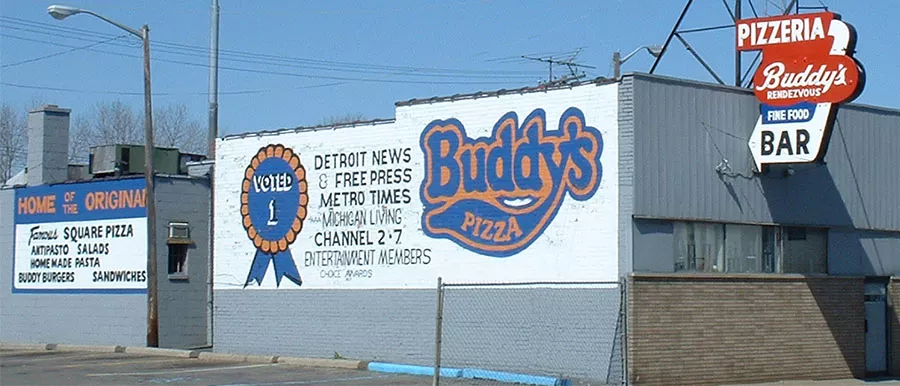 HOME OF THE ORIGINAL
Famous SQUARE PIZZA
ANTIPASTO SALADS
HOMEMADE PASTA
BUDDY BURGERS SANDWICHES
VOTED
1
DETROIT NEWS
& FREE PRESS
METRO TIMES
AAA MICHIGAN LIVING
CHANNEL 2·7
ENTERTAINMENT MEMBERS
CHOICE AWARDS
Buddy's
PIZZA
PIZZERIA
Buddy's
RENDEZVOUS
FINE FOOD
BAR